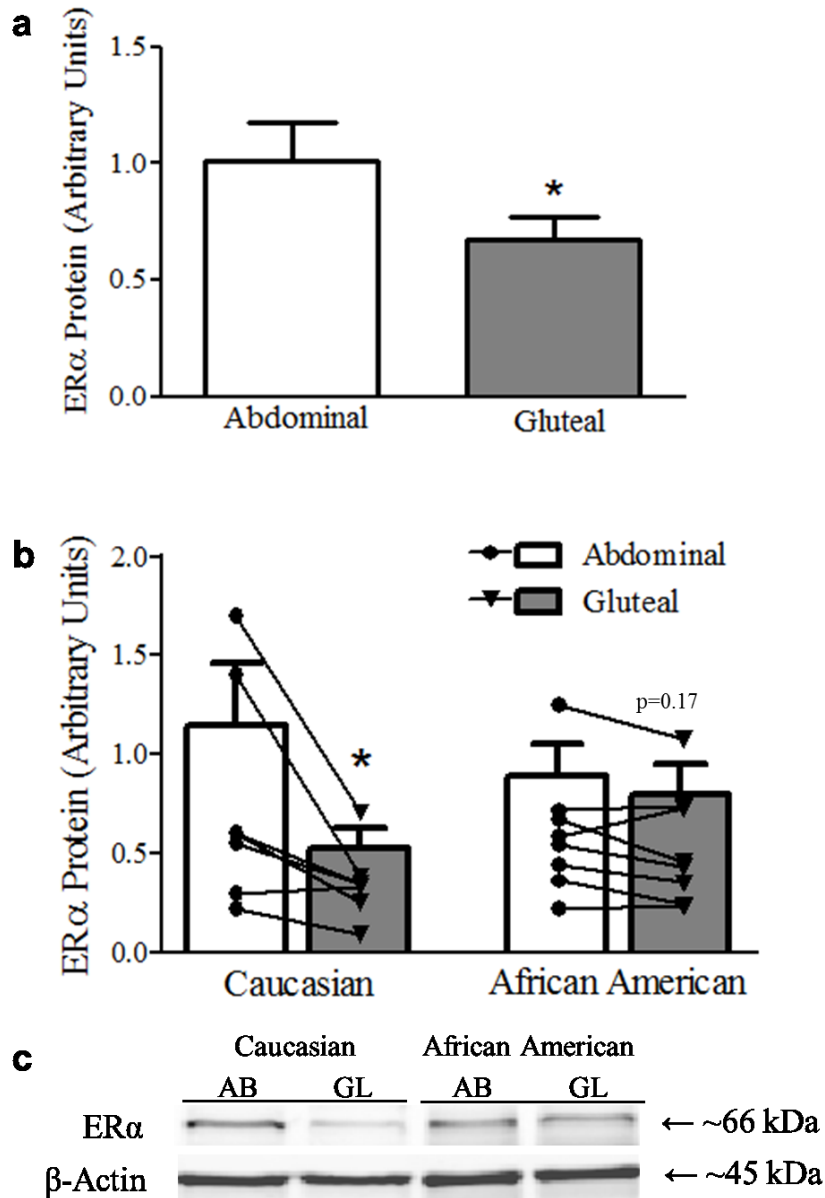 a
ERα Protein (Arbitrary Units)
1.5
1.0
0.5
0.0
*
Abdominal Gluteal
b
ERα Protein (Arbitrary Units)
2.0
1.5
1.0
0.5
0.0
Abdominal
Gluteal
*
p=0.17
Caucasian African American
c
Caucasian African American
AB GL AB GL
ERα ← ~66 kDa
β-Actin ← ~45 kDa